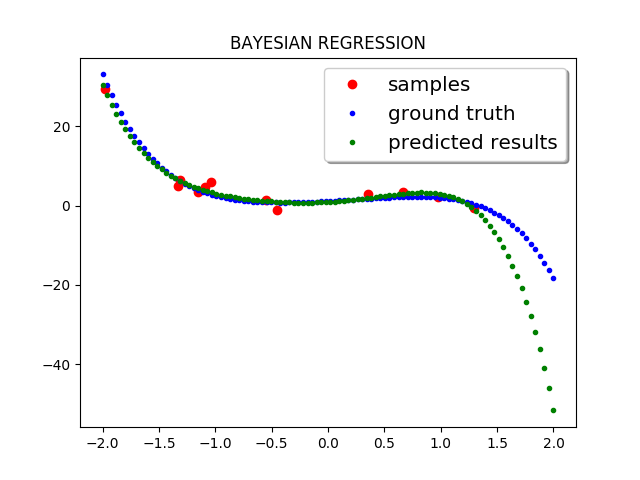 BAYESIAN REGRESSION
samples
ground truth
predicted results
20
0
−20
−40
−2.0 −1.5 −1.0 −0.5 0.0 0.5 1.0 1.5 2.0